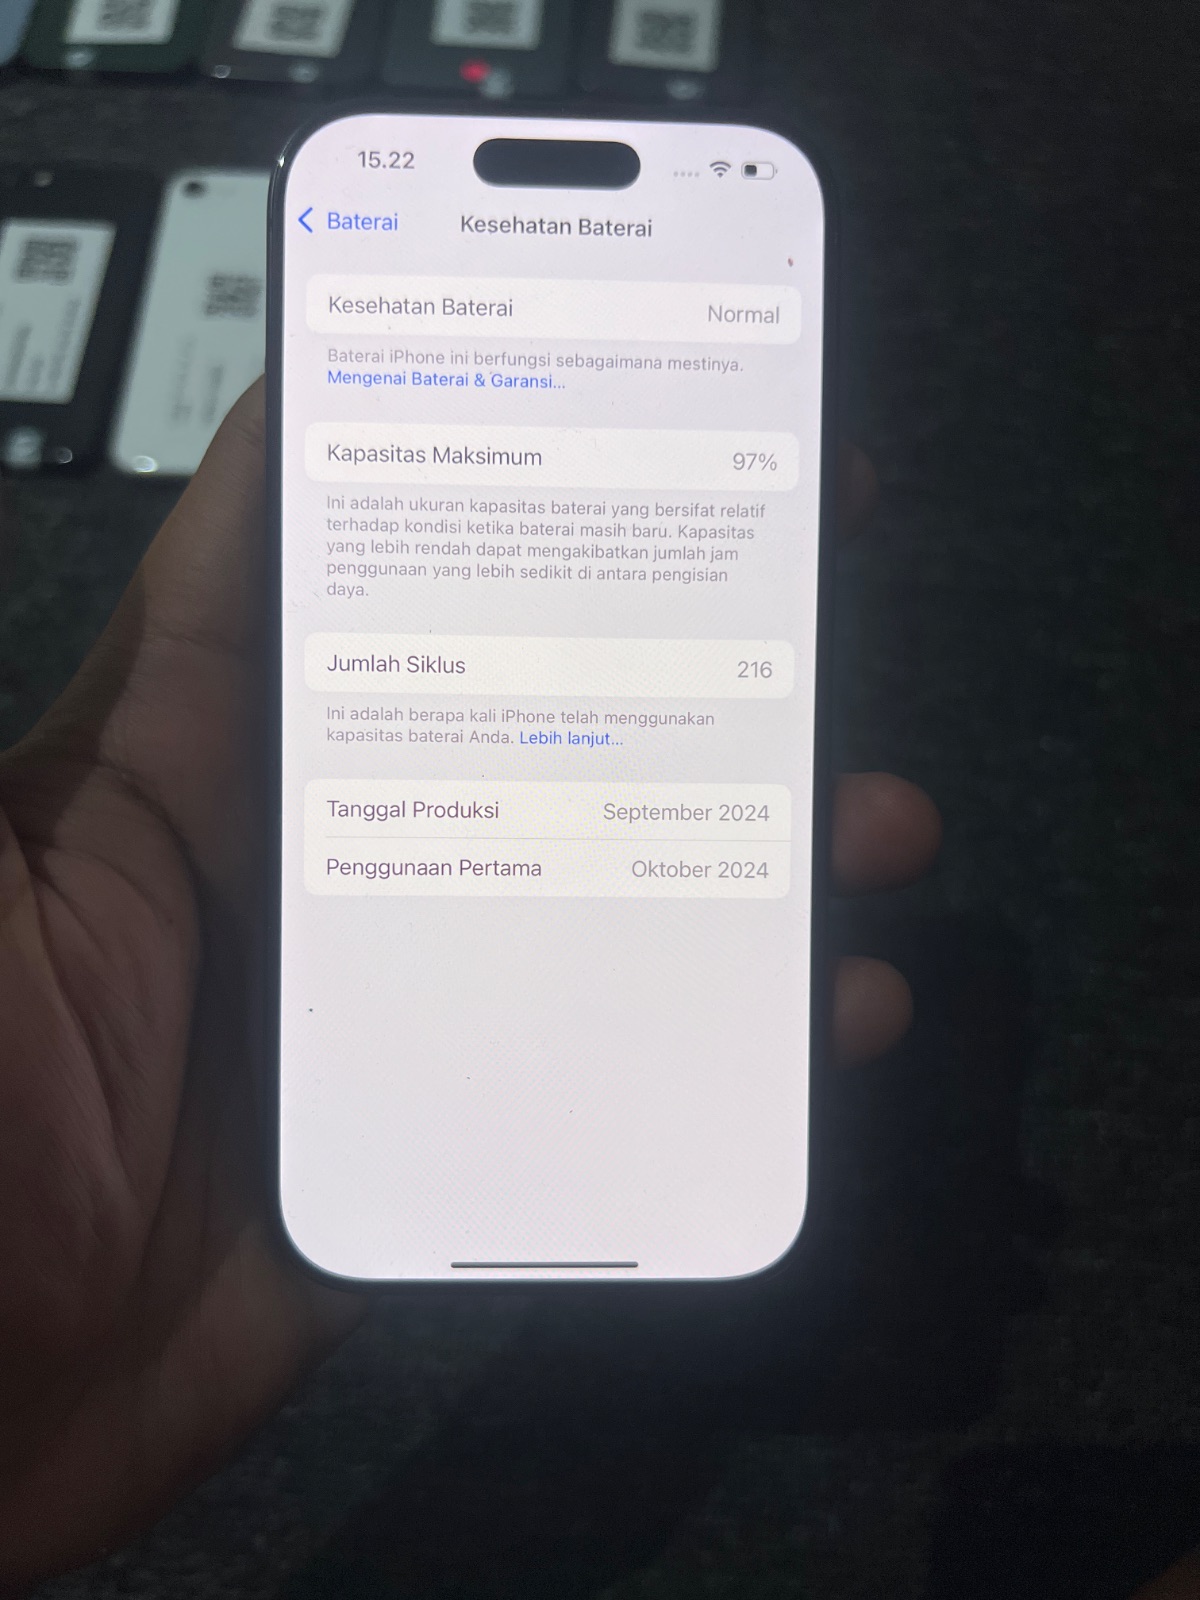 15.22
Baterai
Kesehatan Baterai
Kesehatan Baterai Normal
Baterai iPhone ini berfungsi sebagaimana mestinya.
Mengenai Baterai & Garansi...
Kapasitas Maksimum 97%
Ini adalah ukuran kapasitas baterai yang bersifat relatif
terhadap kondisi ketika baterai masih baru. Kapasitas
yang lebih rendah dapat mengakibatkan jumlah jam
penggunaan yang lebih sedikit di antara pengisian
daya.
Jumlah Siklus 216
Ini adalah berapa kali iPhone telah menggunakan
kapasitas baterai Anda. Lebih lanjut...
Tanggal Produksi September 2024
Penggunaan Pertama Oktober 2024